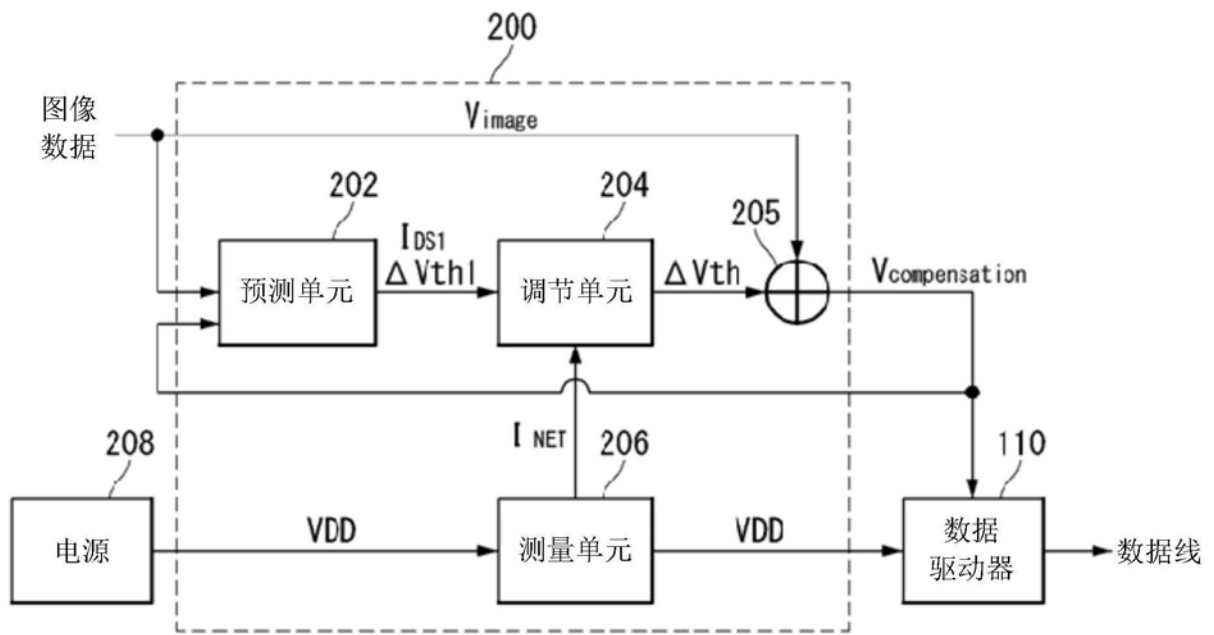 200
图像
数据
Vimage
202
204
205
IDS1
ΔVth1
ΔVth
Vcompensation
预测单元
调节单元
I NET
208
206
110
电源
VDD
测量单元
VDD
数据
驱动器
数据线